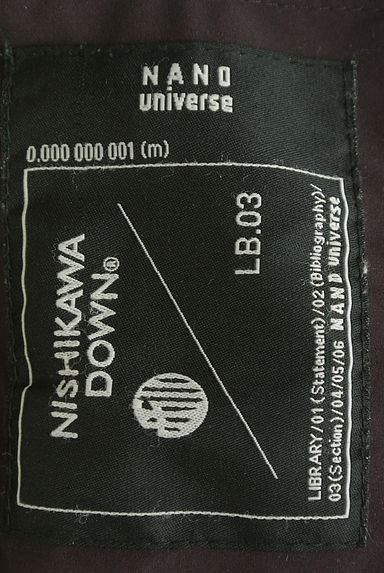 NANO
universe
0.000 000 001 (m)
NISHIKAWA
DOWN®
LB.03
LIBRARY/01(Statement)/02(Bibliography)/
03(Section)/04/05/06 NANO universe